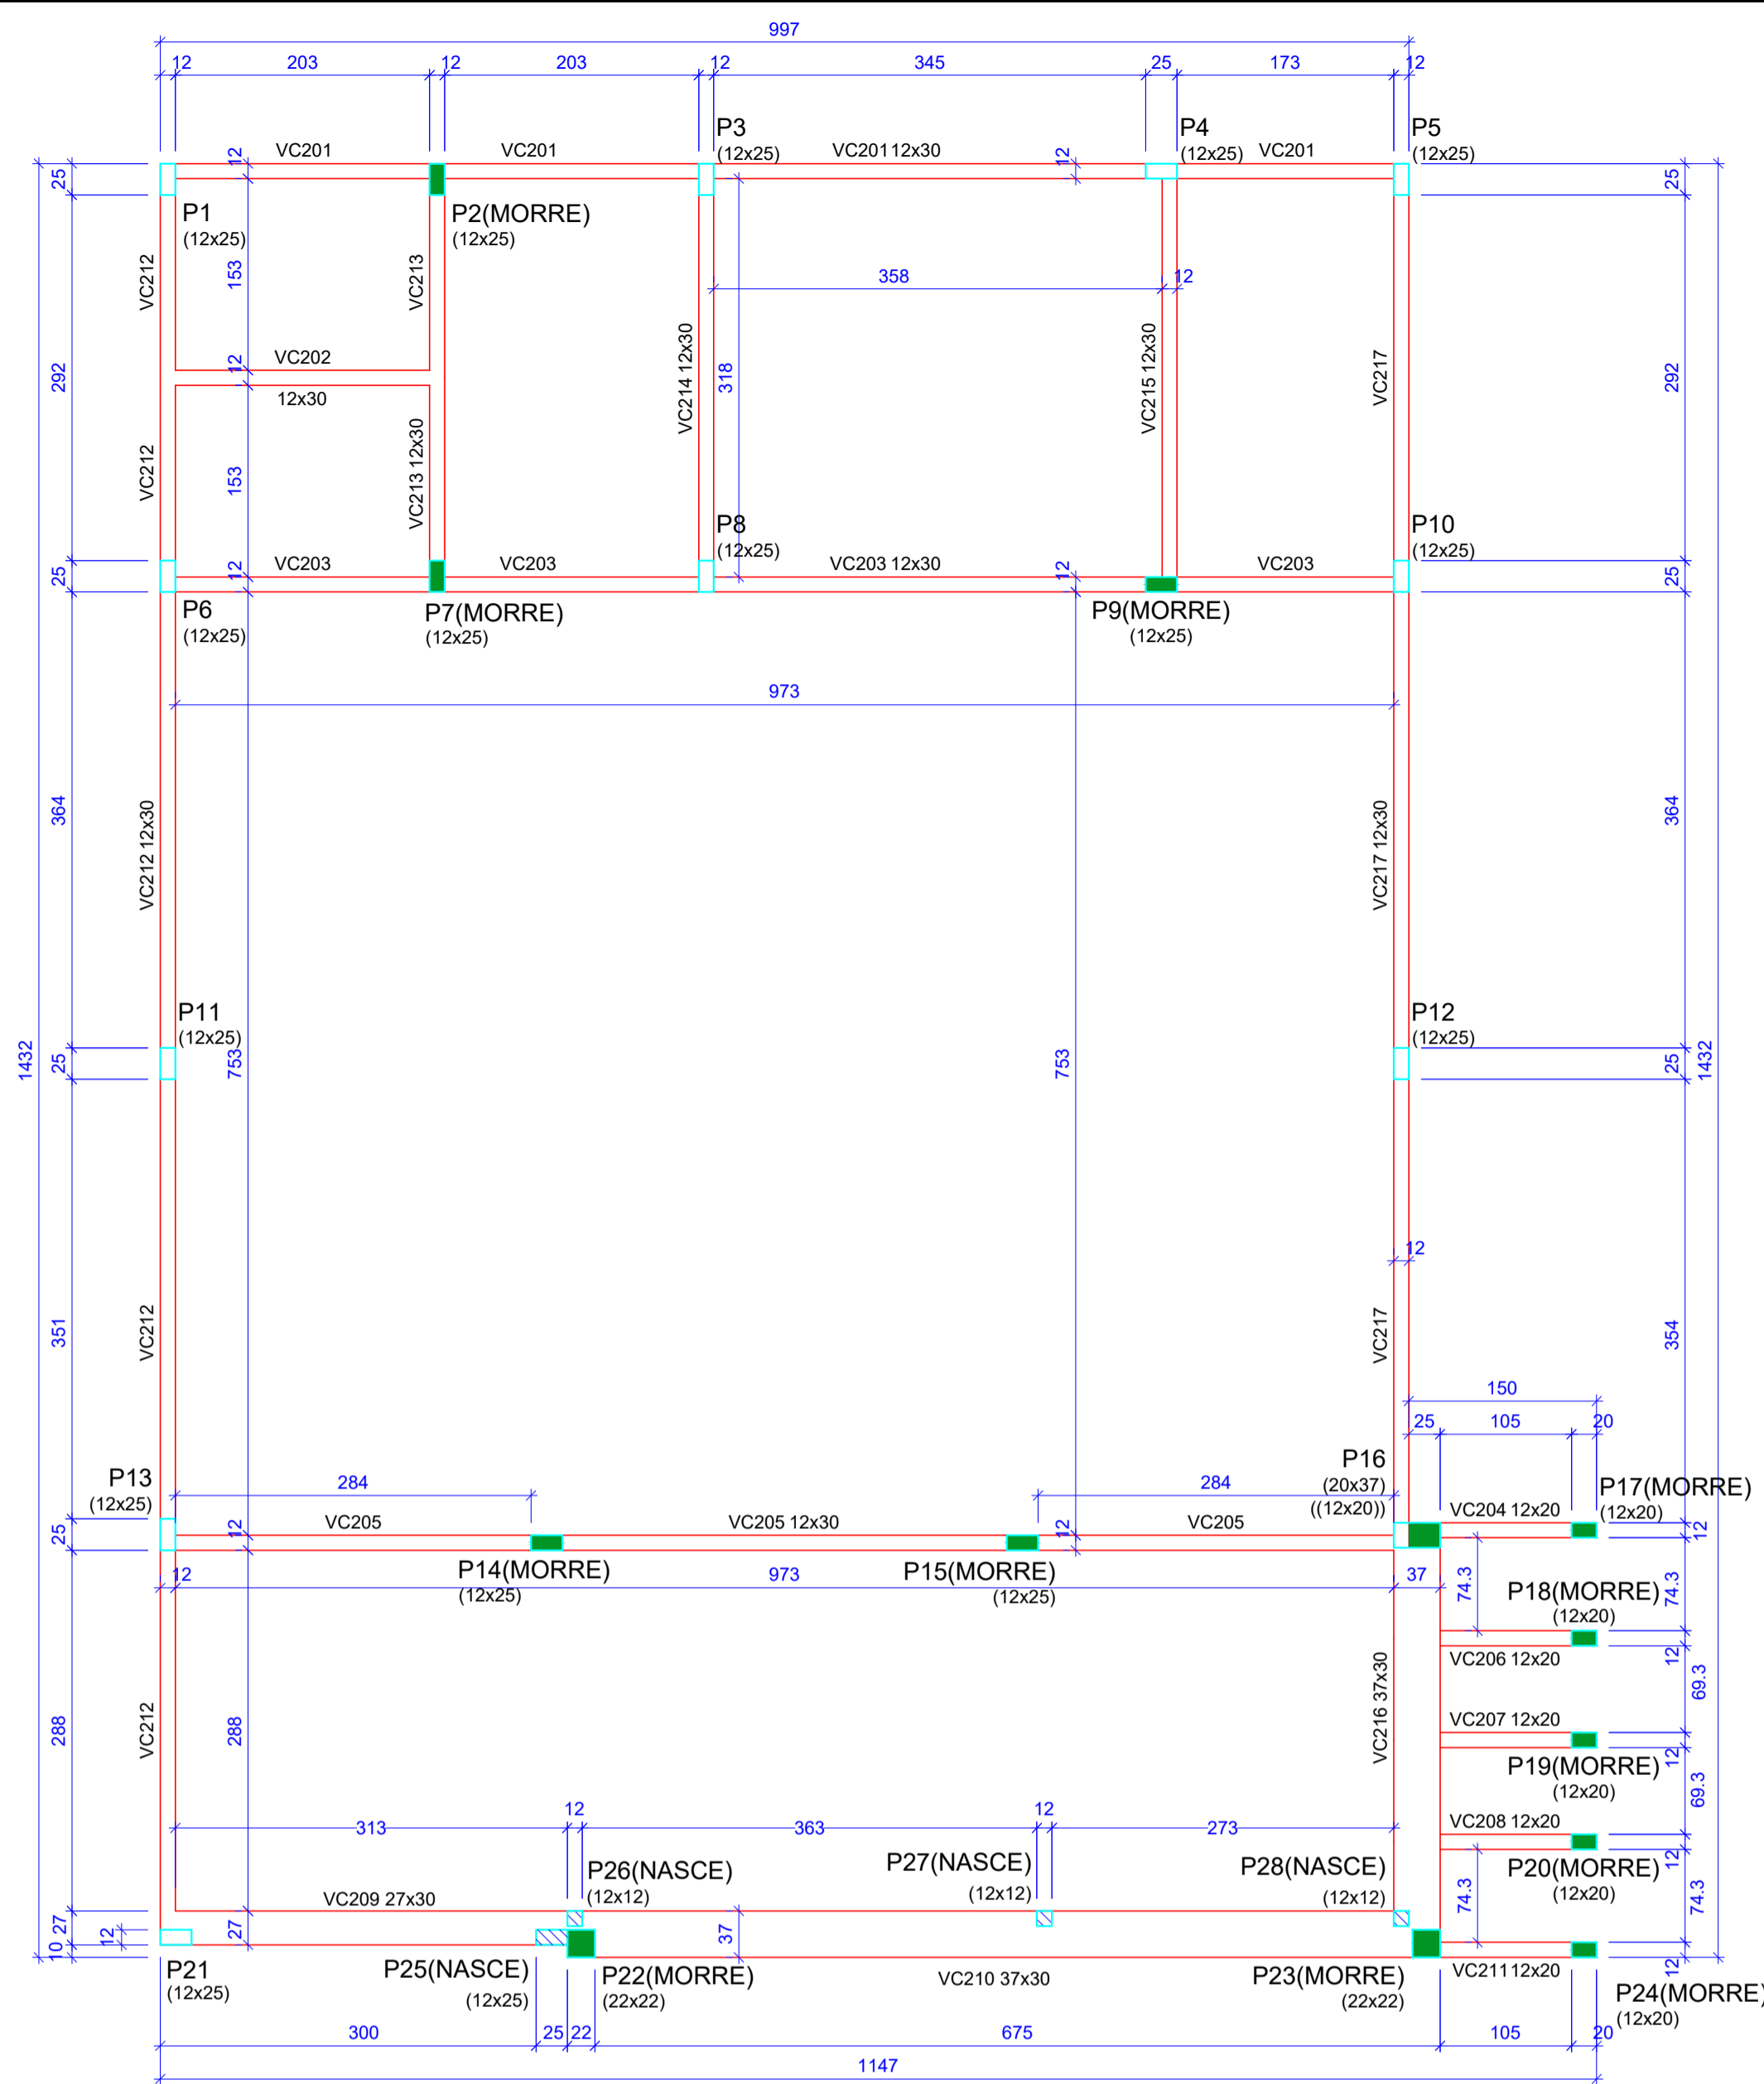 997
12 203 12 203 12 345 25 173 12
P3 P4 P5
(12x25) (12x25) (12x25)
VC201 VC201 VC201 12x30 VC201
12 12
25 25
P1 P2(MORRE)
(12x25) (12x25)
VC212 153 VC213
358 12
VC214 12x30 318 VC215 12x30 VC217
292 292
12 VC202
12x30
VC212 153 VC213 12x30
P8 P10
(12x25) (12x25)
25 12 VC203 VC203 VC203 12x30 12 VC203 25
P6 P7(MORRE) P9(MORRE)
(12x25) (12x25) (12x25)
973
364 VC212 12x30 VC217 12x30 364
P11 P12
(12x25) (12x25)
1432 25 753 753 25 1432
12
351 VC212 VC217 354
150
25 105 20
P13 P16 P17(MORRE)
(12x25) (20x37) (12x20)
284 284 ((12x20))
VC204 12x20
25 12 VC205 VC205 12x30 12 VC205 12
P14(MORRE) P15(MORRE)
(12x25) (12x25)
12 973 37
74.3 74.3
P18(MORRE)
(12x20)
VC206 12x20 12
69.3
VC212 288 288 VC216 37x30
VC207 12x20
P19(MORRE) 12
(12x20)
69.3
VC208 12x20
12 12
313 363 273
P26(NASCE) P27(NASCE) P28(NASCE)
(12x12) (12x12) (12x12)
P20(MORRE) 12
(12x20)
74.3 74.3
VC209 27x30
27 12 27 37
10
P21 P25(NASCE) P22(MORRE) VC210 37x30 P23(MORRE)
(12x25) (12x25) (22x22) (22x22)
VC211 12x20 12
P24(MORRE)
(12x20)
300 25 22 675 105 20
1147